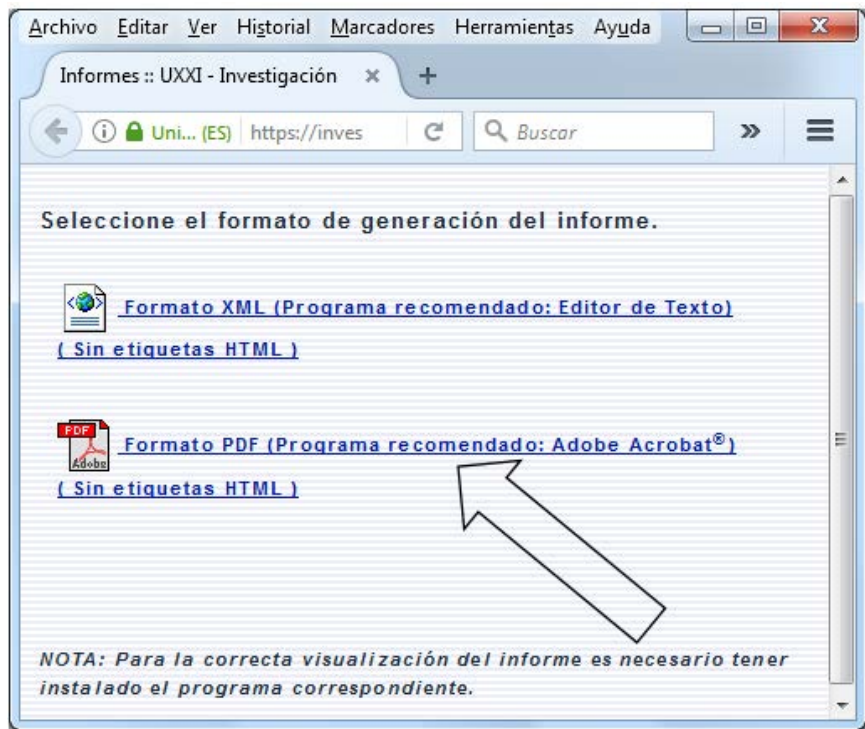 Archivo Editar Ver Historial Marcadores Herramientas Ayuda
Informes :: UXXI - Investigación
Uni... (ES) https://inves Buscar
Seleccione el formato de generación del informe.
Formato XML (Programa recomendado: Editor de Texto)
( Sin etiquetas HTML )
PDF
Adobe
Formato PDF (Programa recomendado: Adobe Acrobat®)
( Sin etiquetas HTML )
NOTA: Para la correcta visualización del informe es necesario tener
instalado el programa correspondiente.